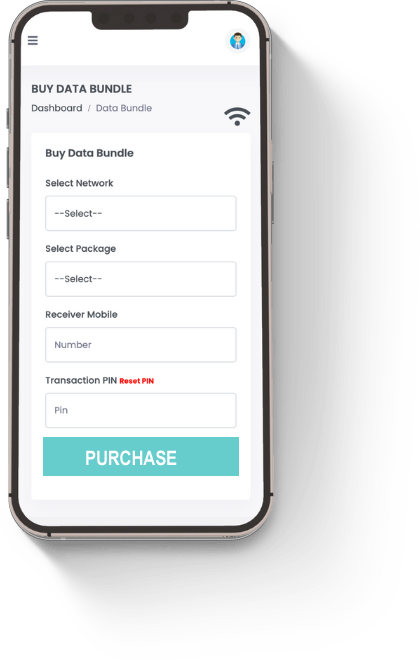 BUY DATA BUNDLE
Dashboard / Data Bundle
Buy Data Bundle
Select Network
--Select--
Select Package
--Select--
Receiver Mobile
Number
Transaction PIN Reset PIN
Pin
PURCHASE